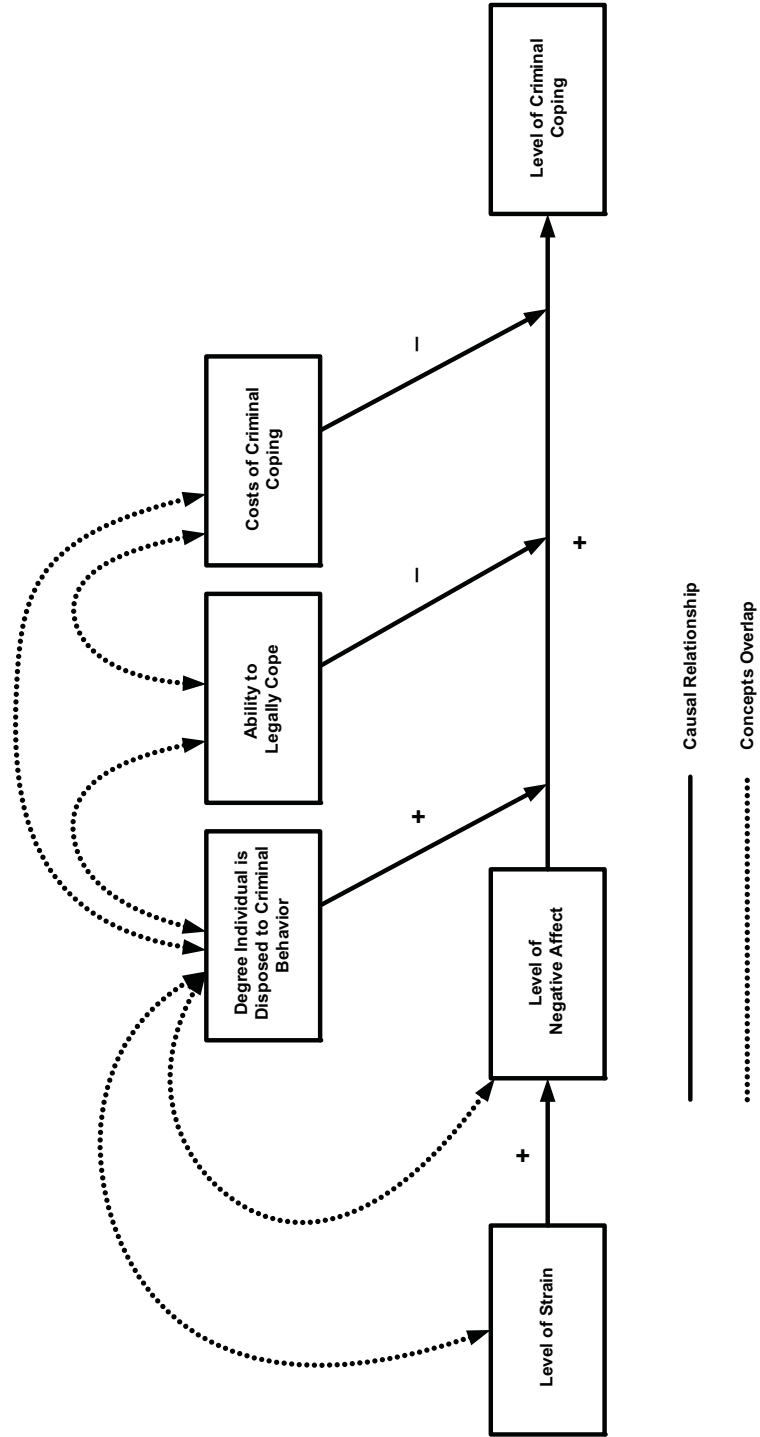 Degree Individual is
Disposed to Criminal
Behavior
Ability to
Legally Cope
Costs of Criminal
Coping
+
–
–
Level of Strain
+
Level of
Negative Affect
+
Level of Criminal
Coping
Causal Relationship
Concepts Overlap